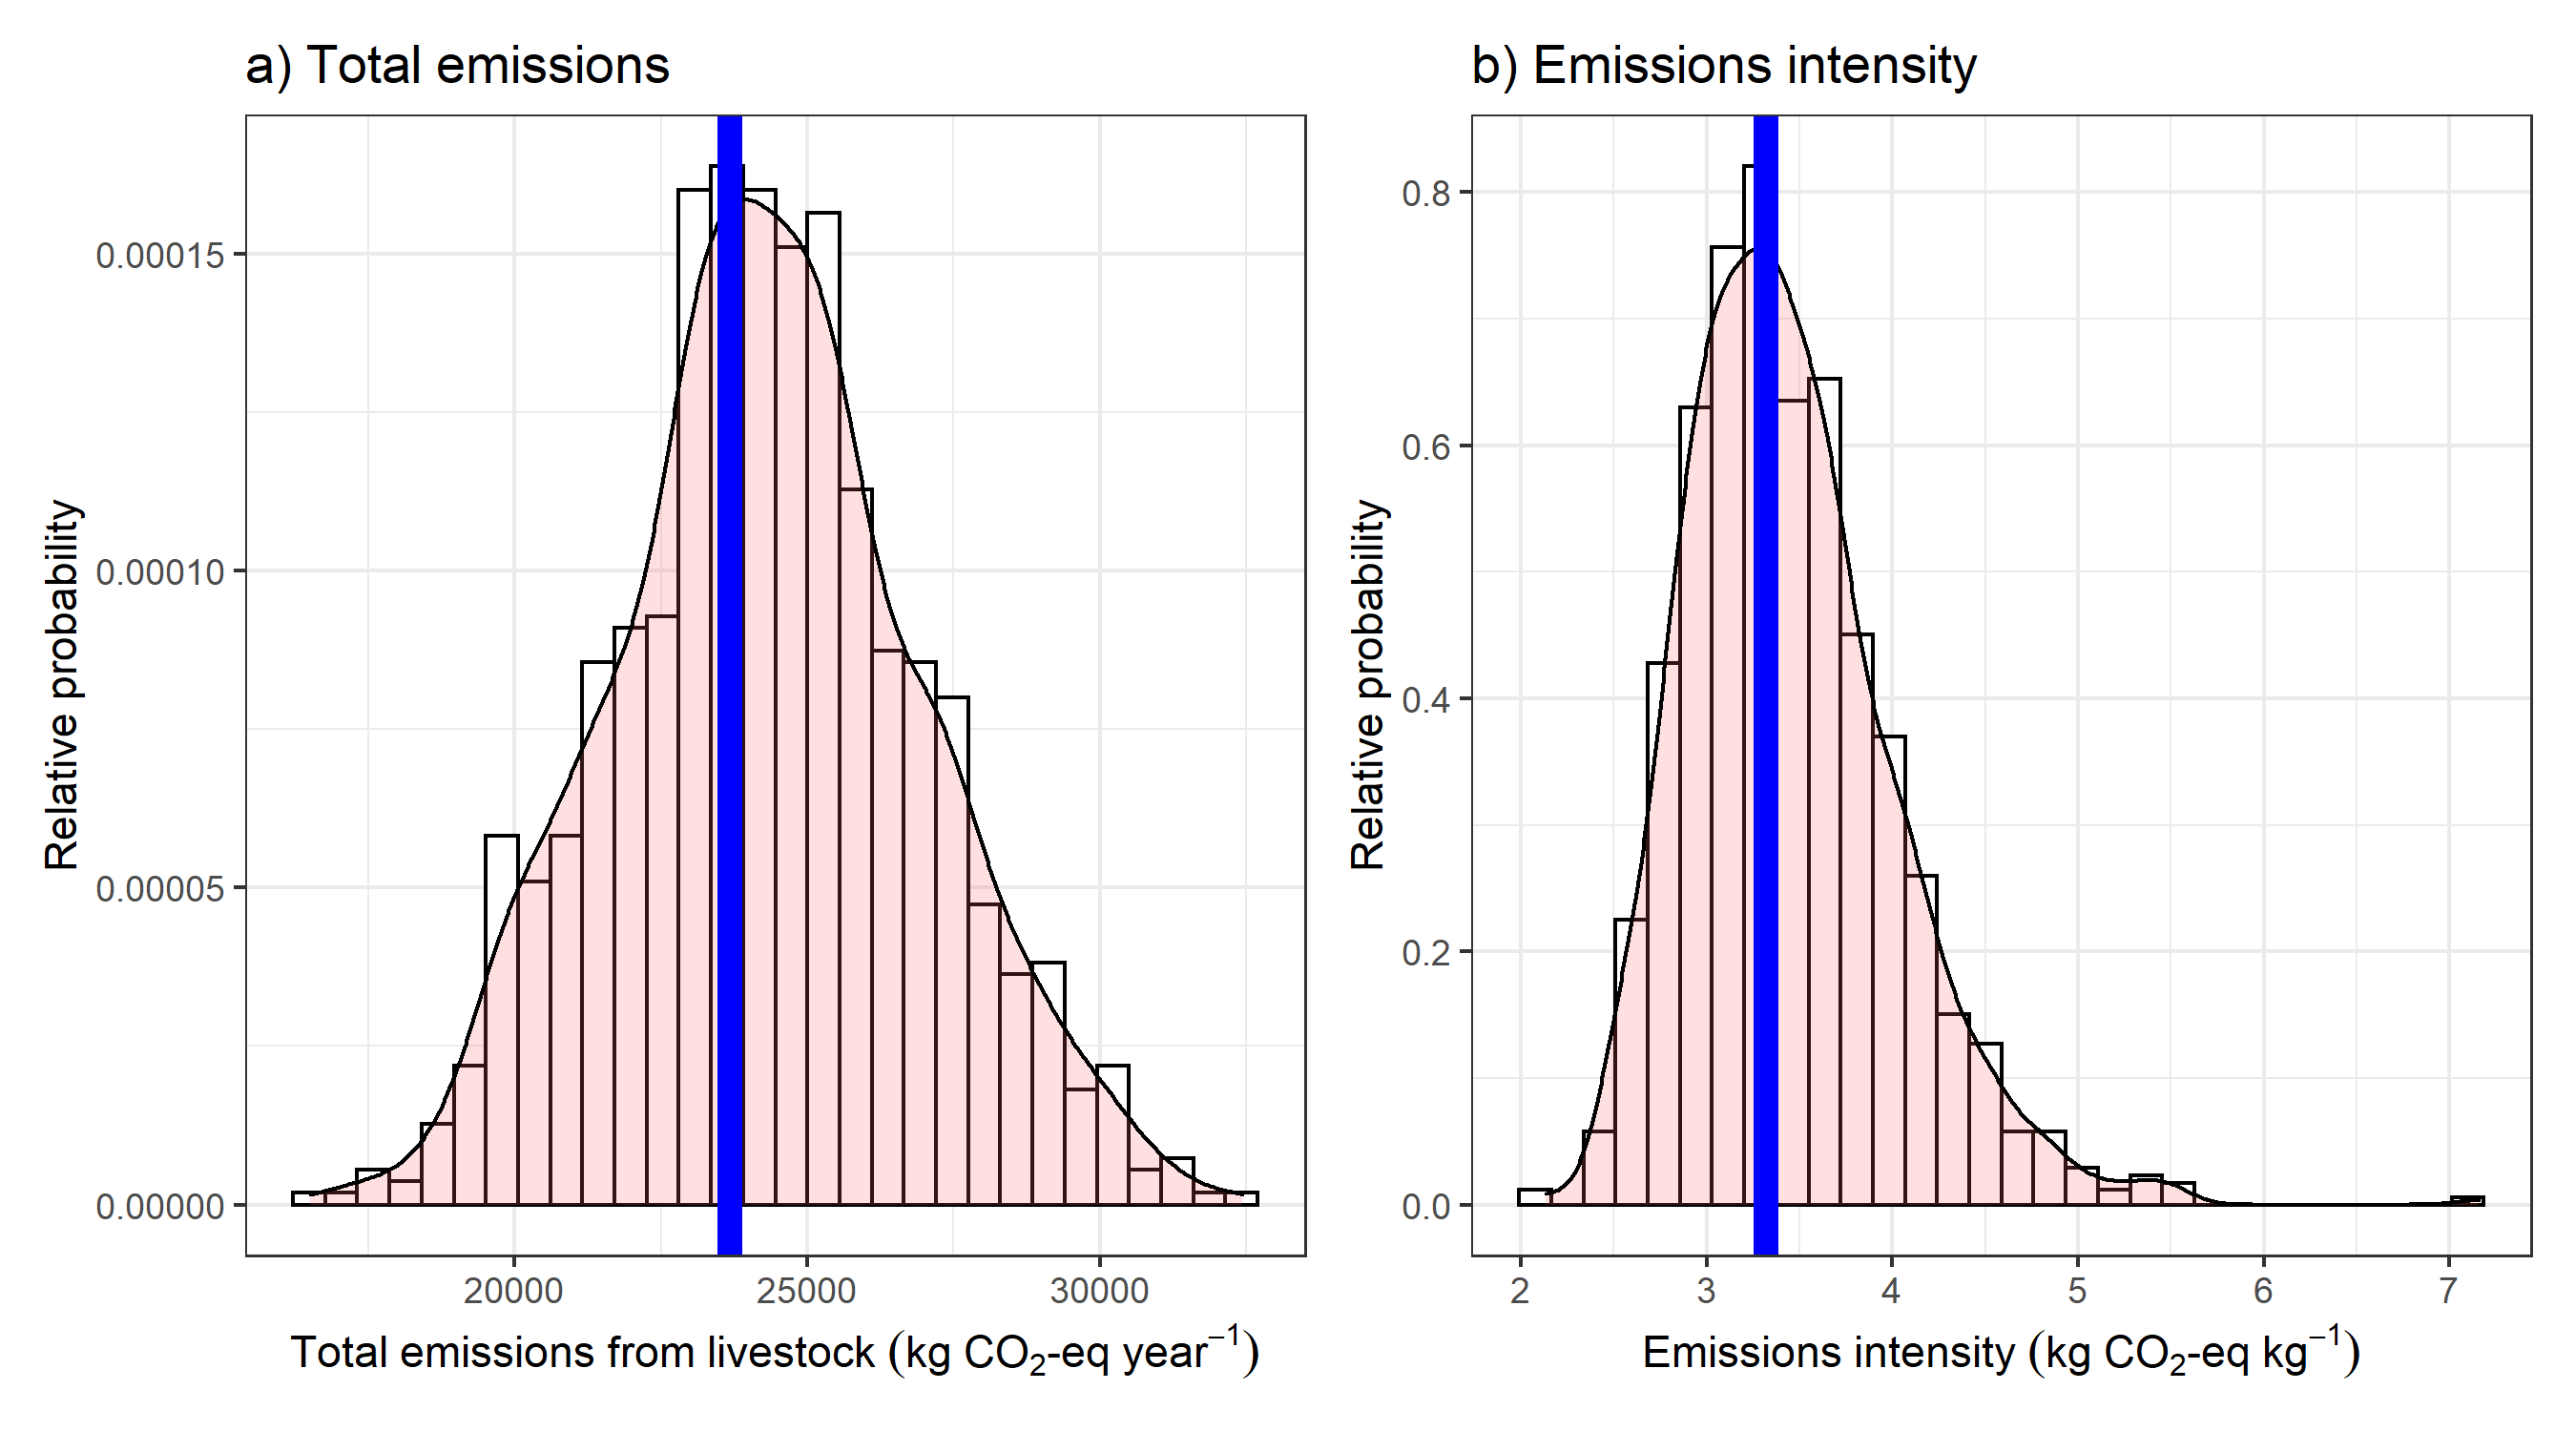 a) Total emissions
Relative probability
0.00015
0.00010
0.00005
0.00000
20000 25000 30000
Total emissions from livestock (kg CO₂-eq year⁻¹)
b) Emissions intensity
Relative probability
0.8
0.6
0.4
0.2
0.0
2 3 4 5 6 7
Emissions intensity (kg CO₂-eq kg⁻¹)